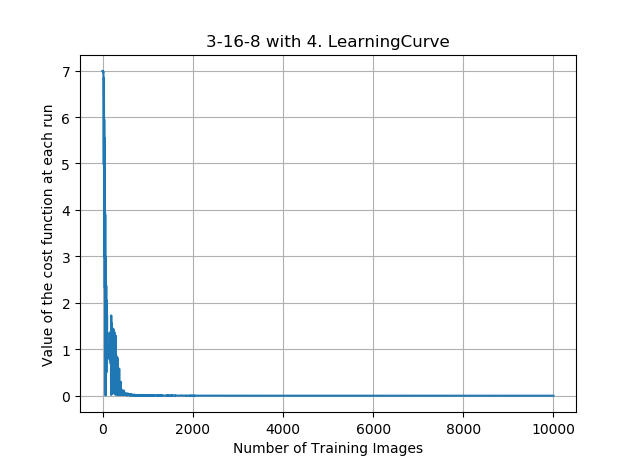 3-16-8 with 4. LearningCurve
Value of the cost function at each run
7
6
5
4
3
2
1
0
0 2000 4000 6000 8000 10000
Number of Training Images